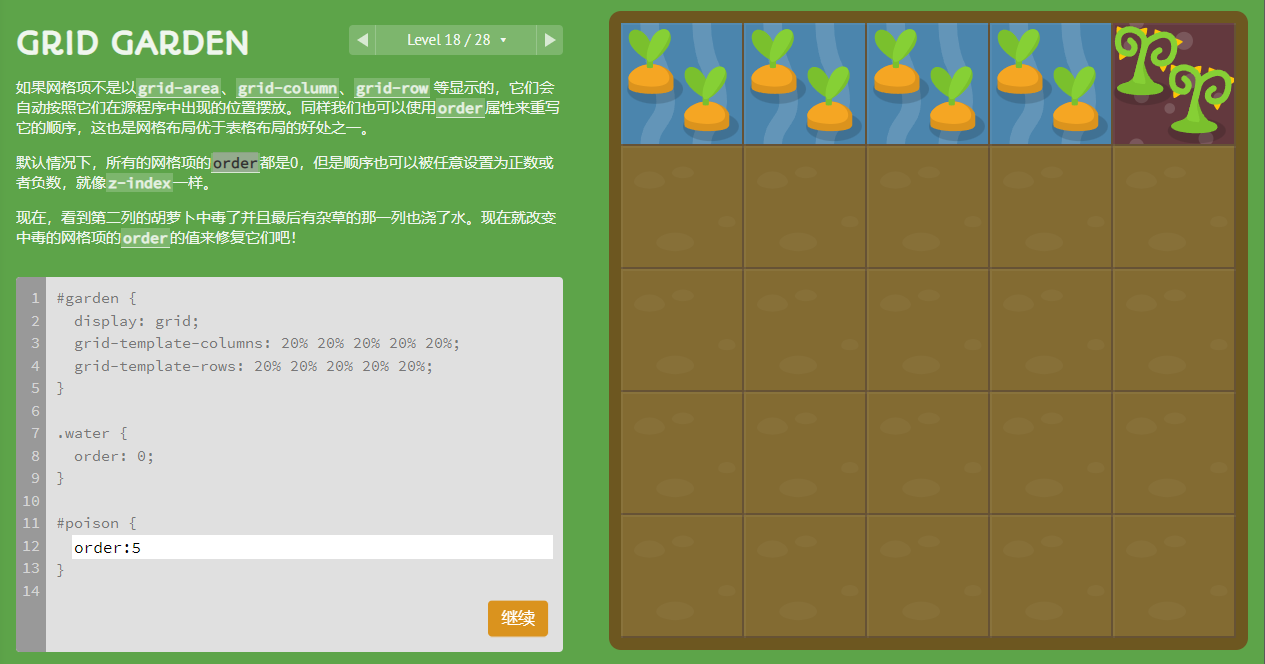 GRID GARDEN
Level 18 / 28
如果网格项不是以grid-area、grid-column、grid-row 等显示的，它们会
自动按照它们在源程序中出现的位置摆放。同样我们也可以使用order属性来重写
它的顺序，这也是网格布局优于表格布局的好处之一。
默认情况下，所有的网格项的order都是0，但是顺序也可以被任意设置为正数或
者负数，就像z-index一样。
现在，看到第二列的胡萝卜中毒了并且最后有杂草的那一列也浇了水。现在就改变
中毒的网格项的order的值来修复它们吧！
1 #garden {
2 display: grid;
3 grid-template-columns: 20% 20% 20% 20% 20%;
4 grid-template-rows: 20% 20% 20% 20% 20%;
5 }
6
7 .water {
8 order: 0;
9 }
10
11 #poison {
12 order:5
13 }
14
继续